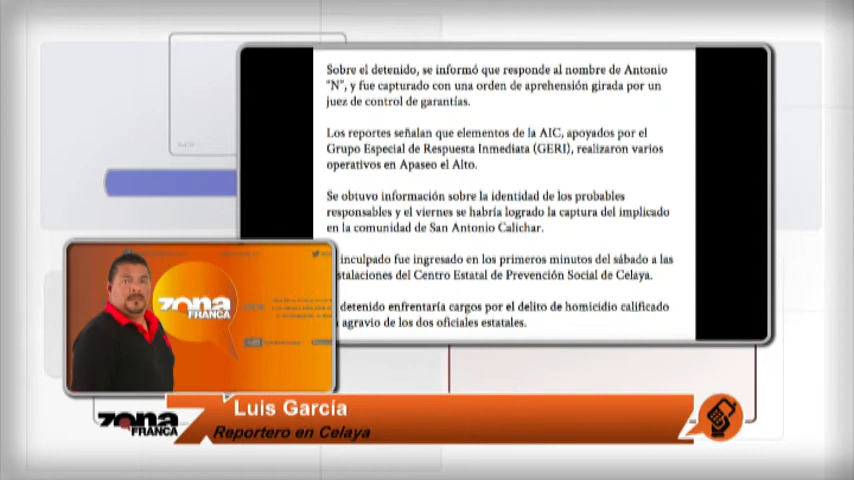 Sobre el detenido, se informó que responde al nombre de Antonio
"N", y fue capturado con una orden de aprehensión girada por un
juez de control de garantías.
Los reportes señalan que elementos de la AIC, apoyados por el
Grupo Especial de Respuesta Inmediata (GERI), realizaron varios
operativos en Apaseo el Alto.
Se obtuvo información sobre la identidad de los probables
responsables y el viernes se habría logrado la captura del implicado
en la comunidad de San Antonio Calichar.
inculpado fue ingresado en los primeros minutos del sábado a las
stalaciones del Centro Estatal de Prevención Social de Celaya.
detenido enfrentaría cargos por el delito de homicidio calificado
agravio de los dos oficiales estatales.
zona
FRANCA
Luis García
zona
FRANCA
Reportero en Celaya